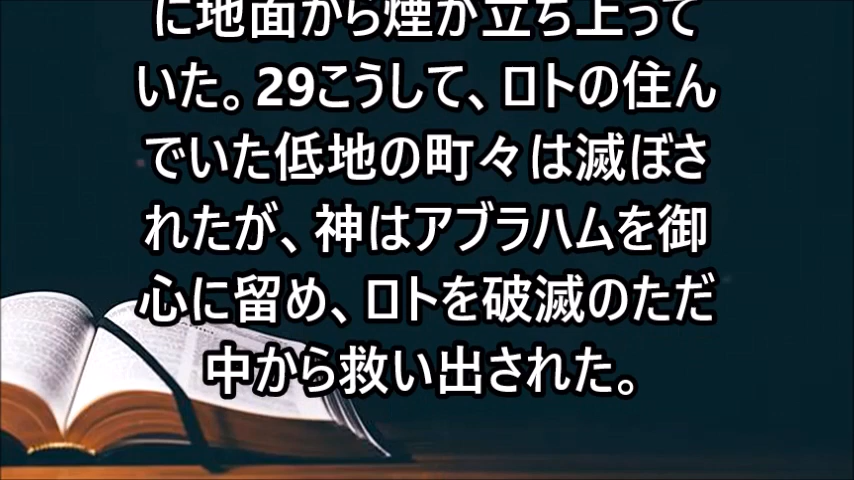 に地面から煙が立ち上って
いた。29こうして、ロトの住ん
でいた低地の町々は滅ぼさ
れたが、神はアブラハムを御
心に留め、ロトを破滅のただ
中から救い出された。